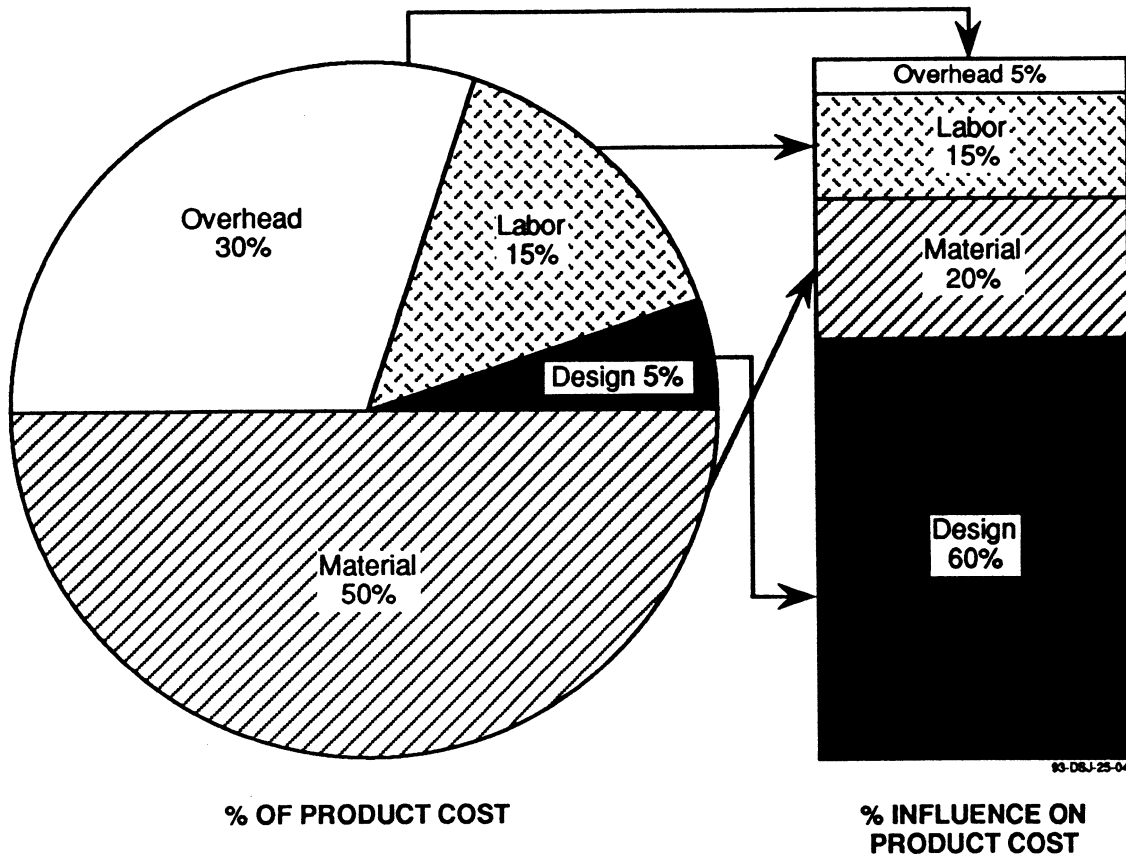 Overhead
30%
Labor
15%
Design 5%
Material
50%
% OF PRODUCT COST
Overhead 5%
Labor
15%
Material
20%
Design
60%
93-DBJ-25-04
% INFLUENCE ON
PRODUCT COST